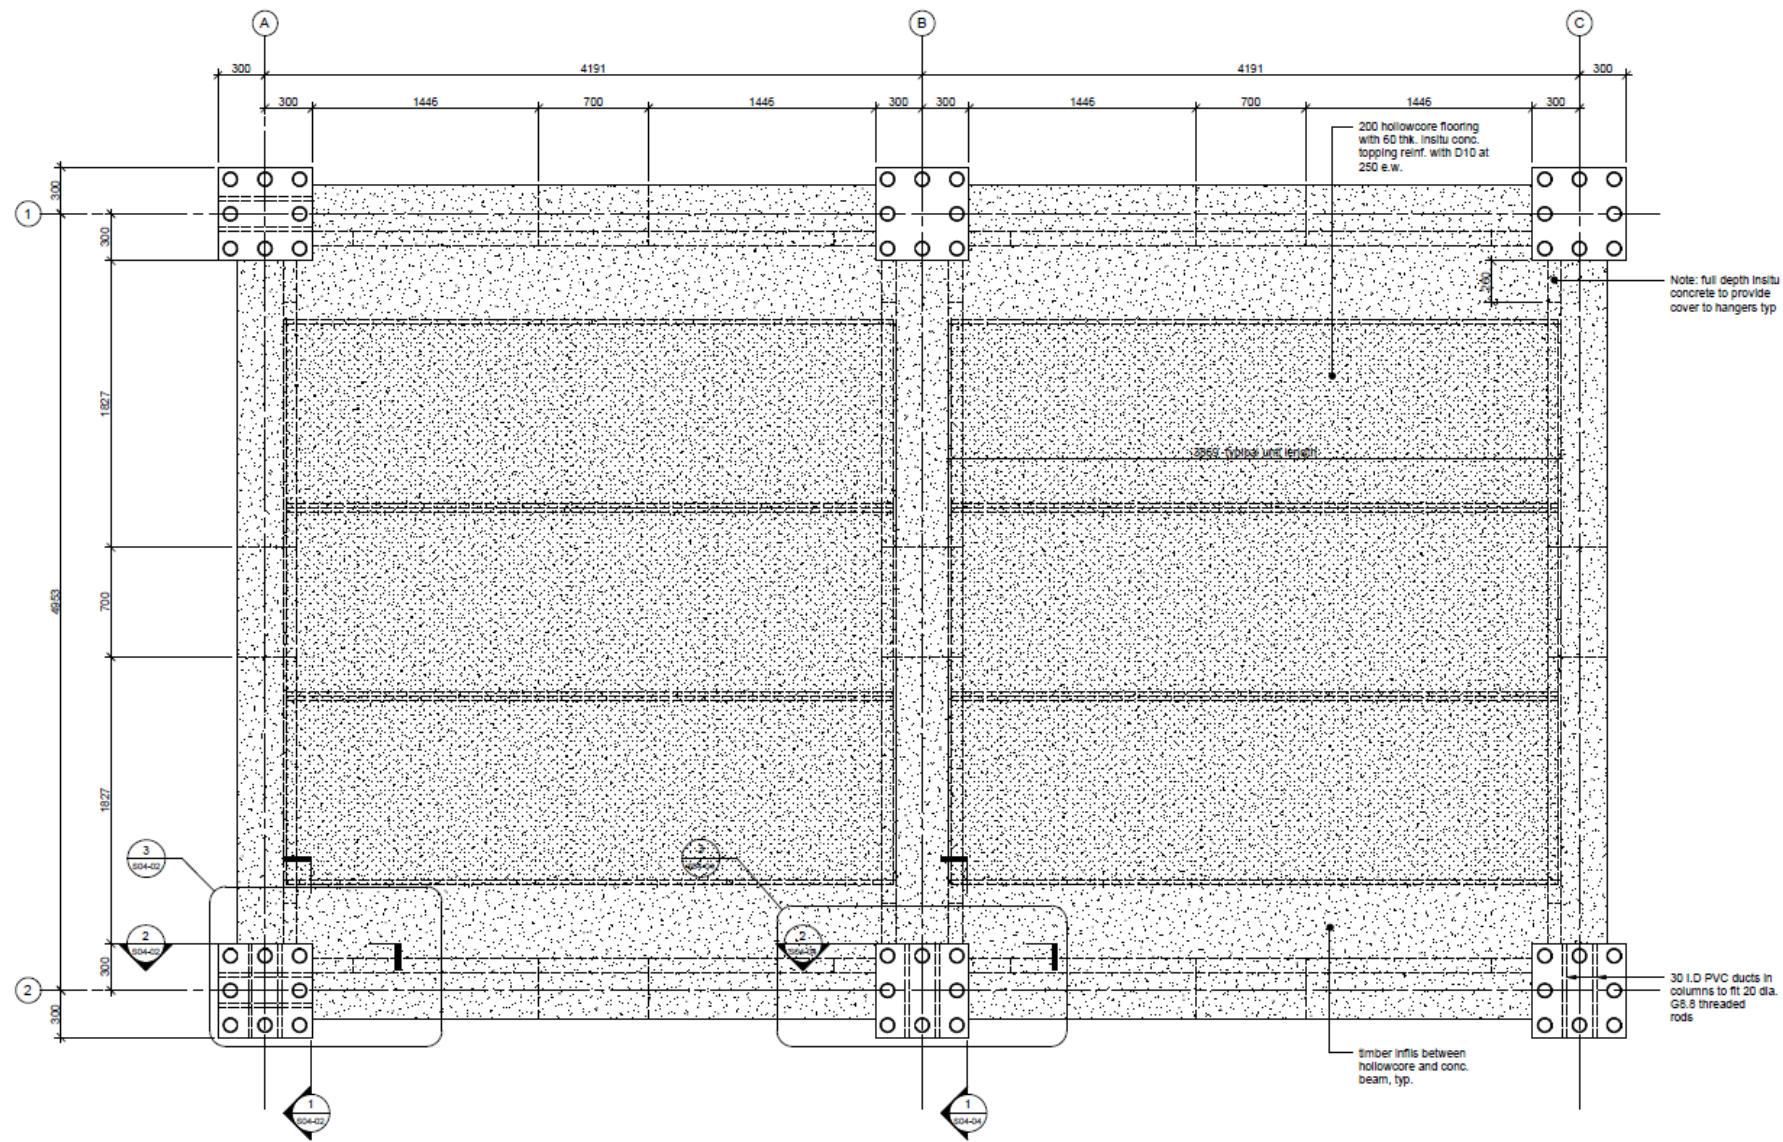 A
B
C
300
4191
4191
300
300
1446
700
1446
300
300
1446
700
1446
300
200 hollowcore flooring
with 60 thk. insitu conc.
topping reinf. with D10 at
250 e.w.
300
1
300
260
Note: full depth insitu
concrete to provide
cover to hangers typ
1827
typical unit length
700
4953
1827
3
S04-02
3
2
S04-02
2
300
2
300
30 I.D PVC ducts in
columns to fit 20 dia.
G8.8 threaded
rods
timber infils between
hollowcore and conc.
beam, typ.
1
S04-02
1
S04-04